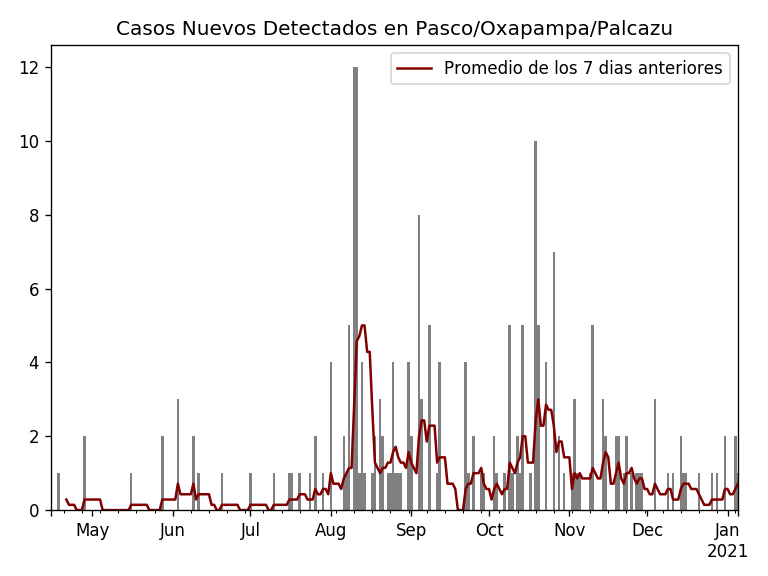 Casos Nuevos Detectados en Pasco/Oxapampa/Palcazu
Promedio de los 7 dias anteriores
12
10
8
6
4
2
0
May Jun Jul Aug Sep Oct Nov Dec Jan
2021